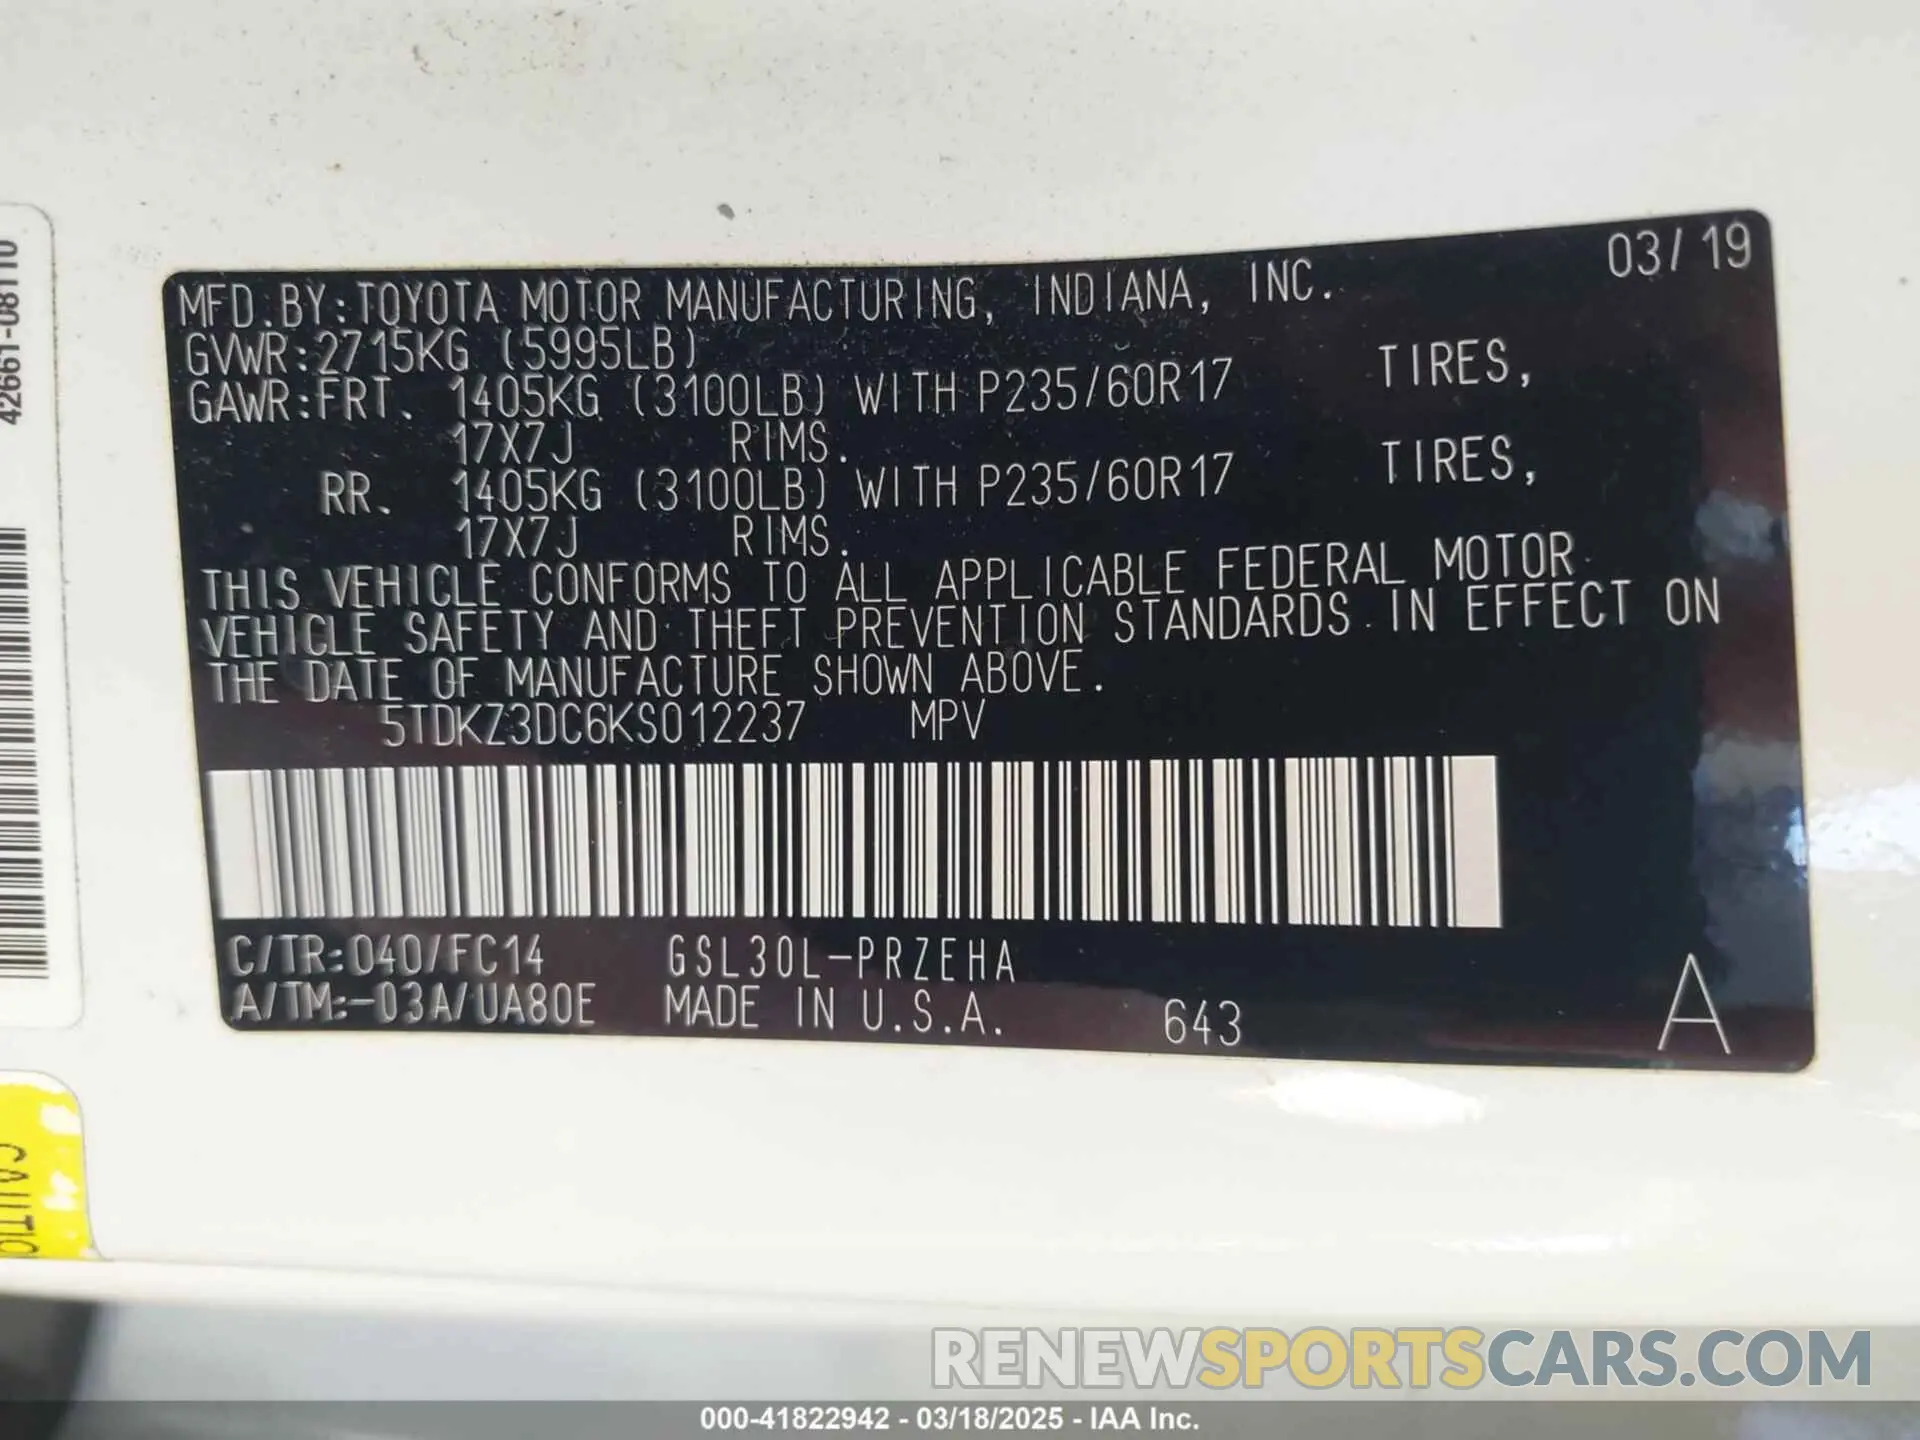 03/19
MFD.BY:TOYOTA MOTOR MANUFACTURING, INDIANA, INC.
GVWR:2715KG (5995LB)
GAWR:FRT. 1405KG (3100LB) WITH P235/60R17 TIRES,
17X7J RIMS.
RR. 1405KG (3100LB) WITH P235/60R17 TIRES,
17X7J RIMS.
THIS VEHICLE CONFORMS TO ALL APPLICABLE FEDERAL MOTOR
VEHICLE SAFETY AND THEFT PREVENTION STANDARDS IN EFFECT ON
THE DATE OF MANUFACTURE SHOWN ABOVE.
5TDKZ3DC6KS012237 MPV
C/TR:040/FC14 GSL30L-PRZEHA
A/TM:-03A/UA80E MADE IN U.S.A. 643 A
42661-08110
RENEWSPORTSCARS.COM
000-41822942 - 03/18/2025 - IAA Inc.